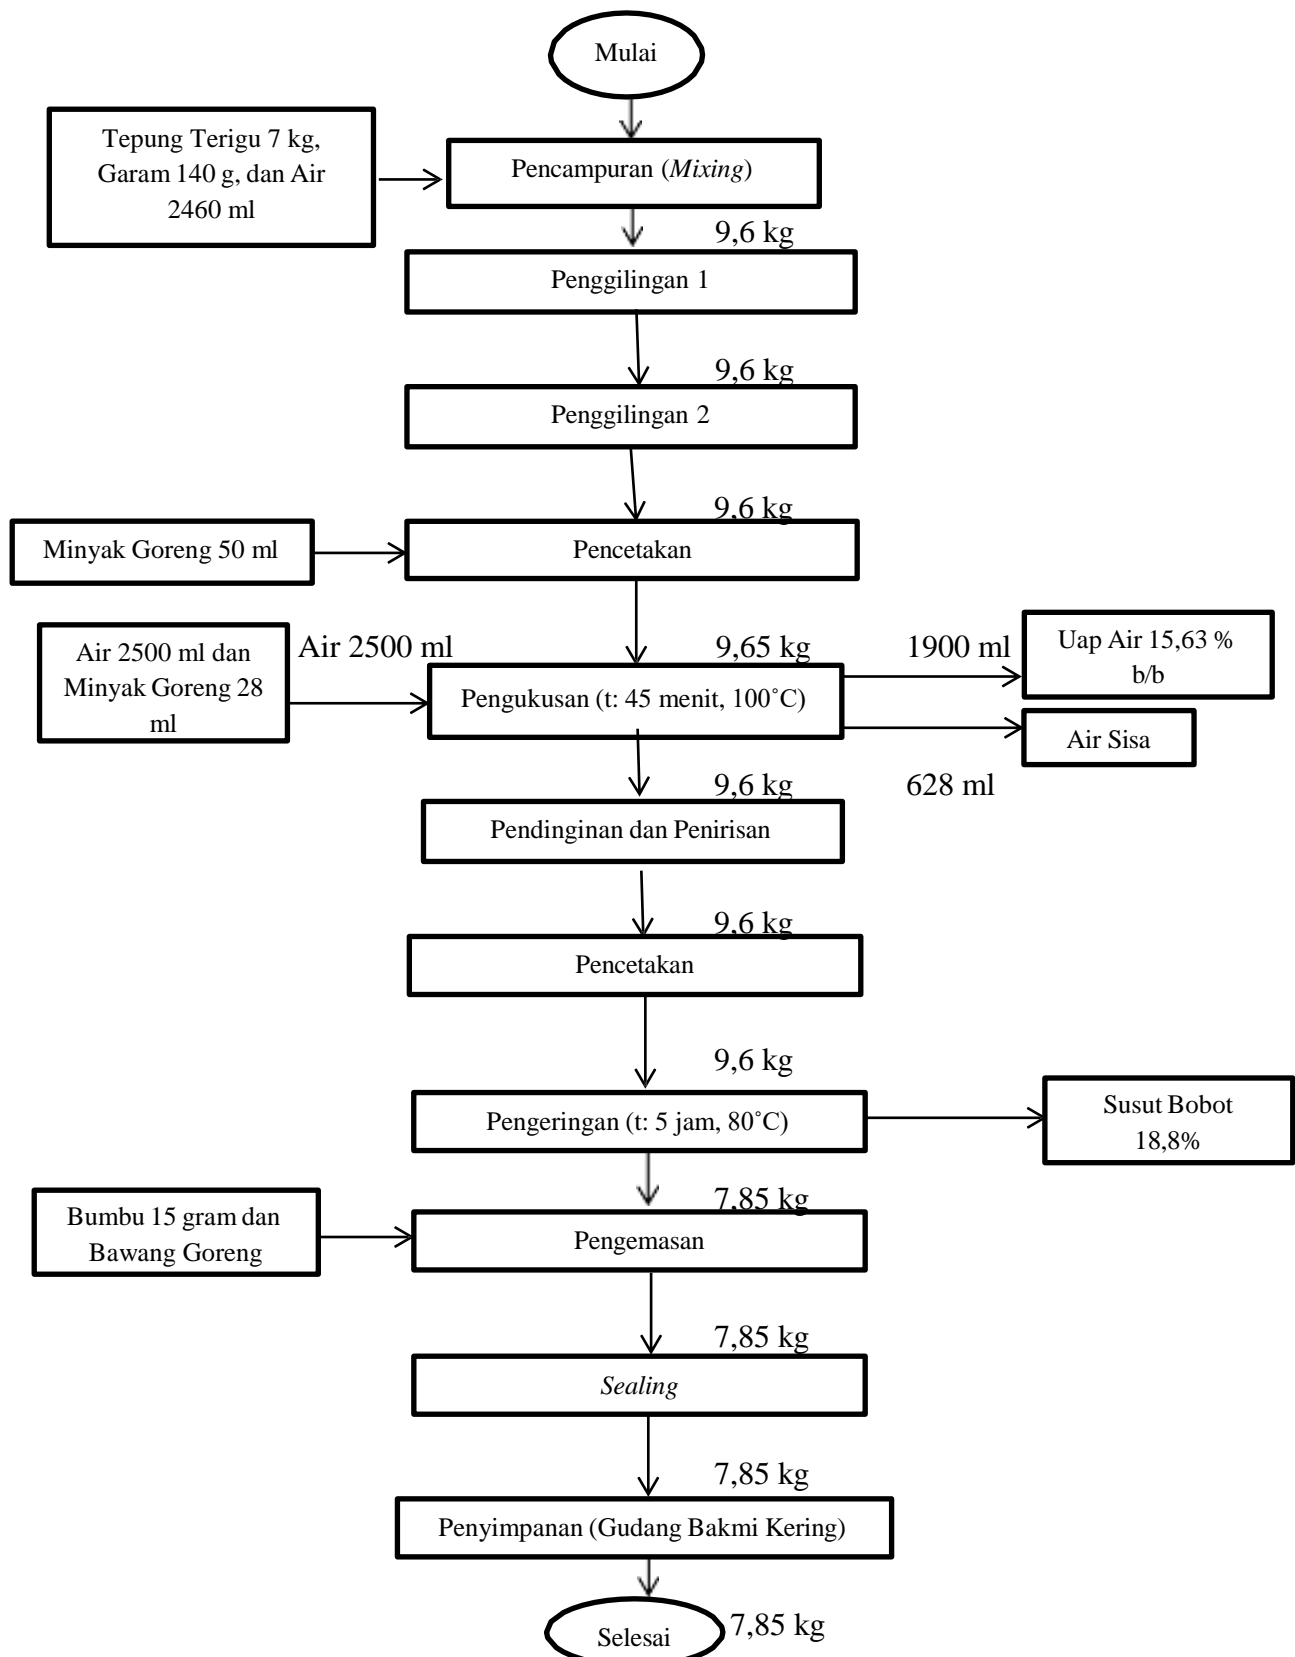 Mulai
Tepung Terigu 7 kg,
Garam 140 g, dan Air
2460 ml
Pencampuran (Mixing)
9,6 kg
Penggilingan 1
9,6 kg
Penggilingan 2
9,6 kg
Minyak Goreng 50 ml
Pencetakan
Air 2500 ml dan
Minyak Goreng 28
ml
Air 2500 ml
9,65 kg
1900 ml
Uap Air 15,63 %
b/b
Pengukusan (t: 45 menit, 100˚C)
Air Sisa
9,6 kg
628 ml
Pendinginan dan Penirisan
9,6 kg
Pencetakan
9,6 kg
Pengeringan (t: 5 jam, 80˚C)
Susut Bobot
18,8%
7,85 kg
Bumbu 15 gram dan
Bawang Goreng
Pengemasan
7,85 kg
Sealing
7,85 kg
Penyimpanan (Gudang Bakmi Kering)
7,85 kg
Selesai